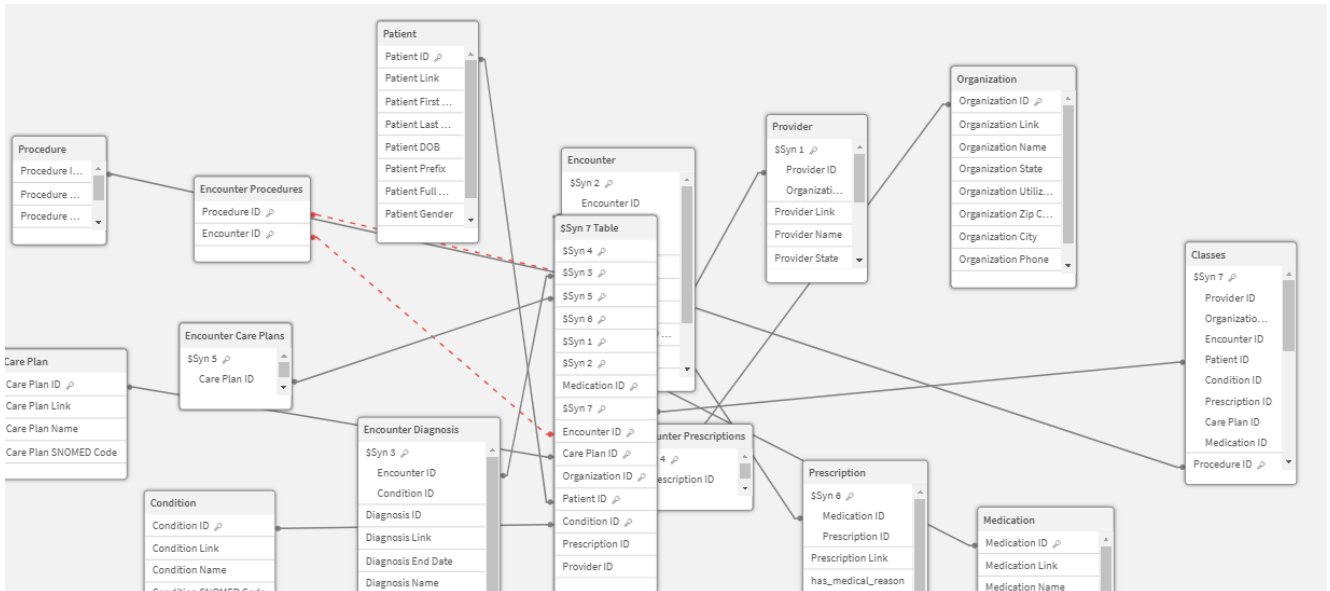 Patient
Patient ID
Patient Link
Patient First ...
Patient Last ...
Patient DOB
Patient Prefix
Patient Full ...
Patient Gender
Organization
Organization ID
Organization Link
Organization Name
Organization State
Organization Utiliz...
Organization Zip C...
Organization City
Organization Phone
Provider
$Syn 1
Provider ID
Organizati...
Provider Link
Provider Name
Provider State
Procedure
Procedure I...
Procedure ...
Procedure ...
Encounter
$Syn 2
Encounter ID
...
Encounter Procedures
Procedure ID
Encounter ID
$Syn 7 Table
$Syn 4
$Syn 3
$Syn 5
$Syn 6
$Syn 1
$Syn 2
Medication ID
$Syn 7
Encounter ID
Care Plan ID
Organization ID
Patient ID
Condition ID
Prescription ID
Provider ID
Classes
$Syn 7
Provider ID
Organizatio...
Encounter ID
Patient ID
Condition ID
Prescription ID
Care Plan ID
Medication ID
Procedure ID
Encounter Care Plans
$Syn 5
Care Plan ID
Care Plan
Care Plan ID
Care Plan Link
Care Plan Name
Care Plan SNOMED Code
Encounter Diagnosis
$Syn 3
Encounter ID
Condition ID
Diagnosis ID
Diagnosis Link
Diagnosis End Date
Diagnosis Name
unter Prescriptions
4
escription ID
Prescription
$Syn 6
Medication ID
Prescription ID
Prescription Link
has_medical_reason
Condition
Condition ID
Condition Link
Condition Name
Condition SNOMED Code
Medication
Medication ID
Medication Link
Medication Name